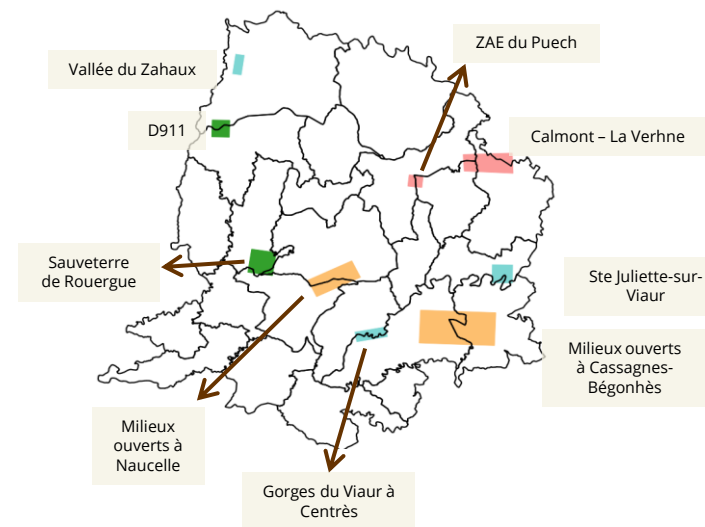 ZAE du Puech
Vallée du Zahaux
D911
Calmont – La Verhne
Sauveterre
de Rouergue
Ste Juliette-sur-
Viaur
Milieux ouverts
à Cassagnes-
Bégonhès
Milieux
ouverts à
Naucelle
Gorges du Viaur à
Centrès